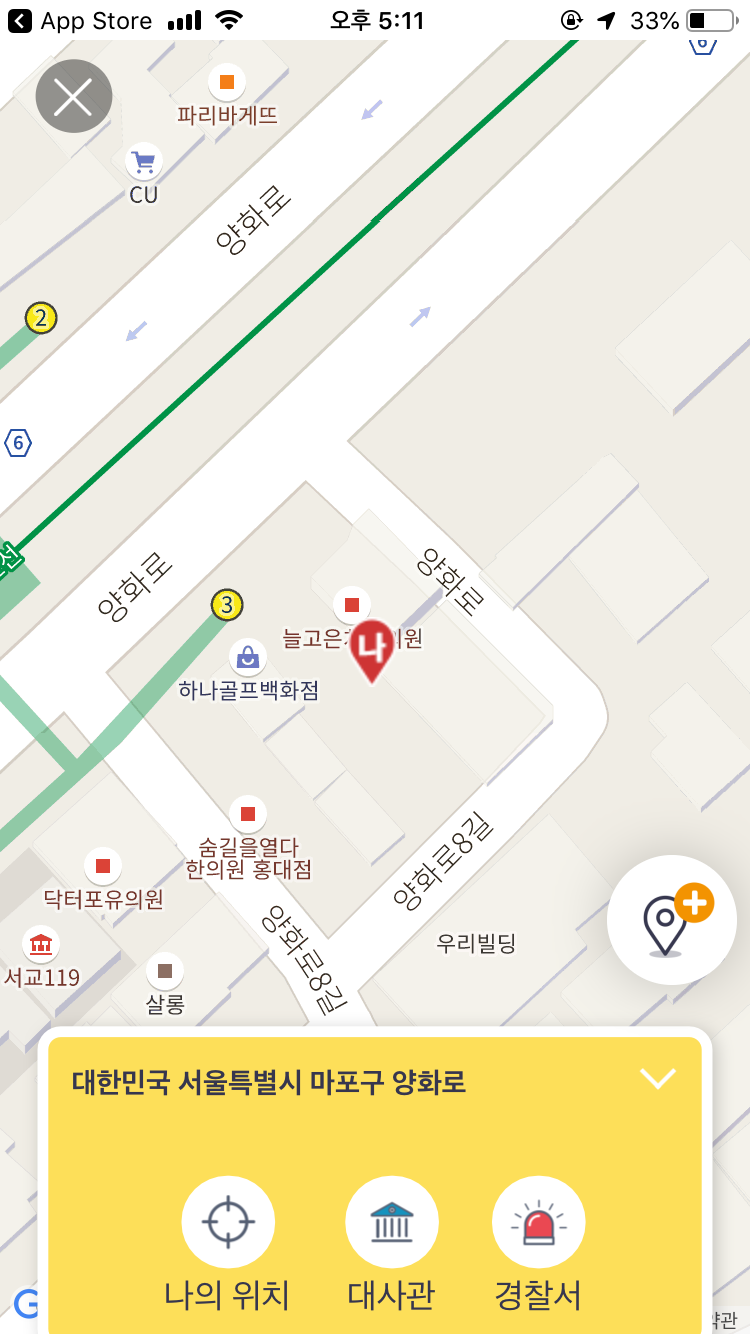 App Store
오후 5:11
33%
6
파리바게뜨
CU
양화로
2
6
선
양화로
양화로
3
나
하나골프백화점
숨길을열다
한의원 홍대점
양화로8길
닥터포유의원
양화로8길
우리빌딩
서교119
살롱
대한민국 서울특별시 마포구 양화로
나의 위치
대사관
경찰서
G
약관